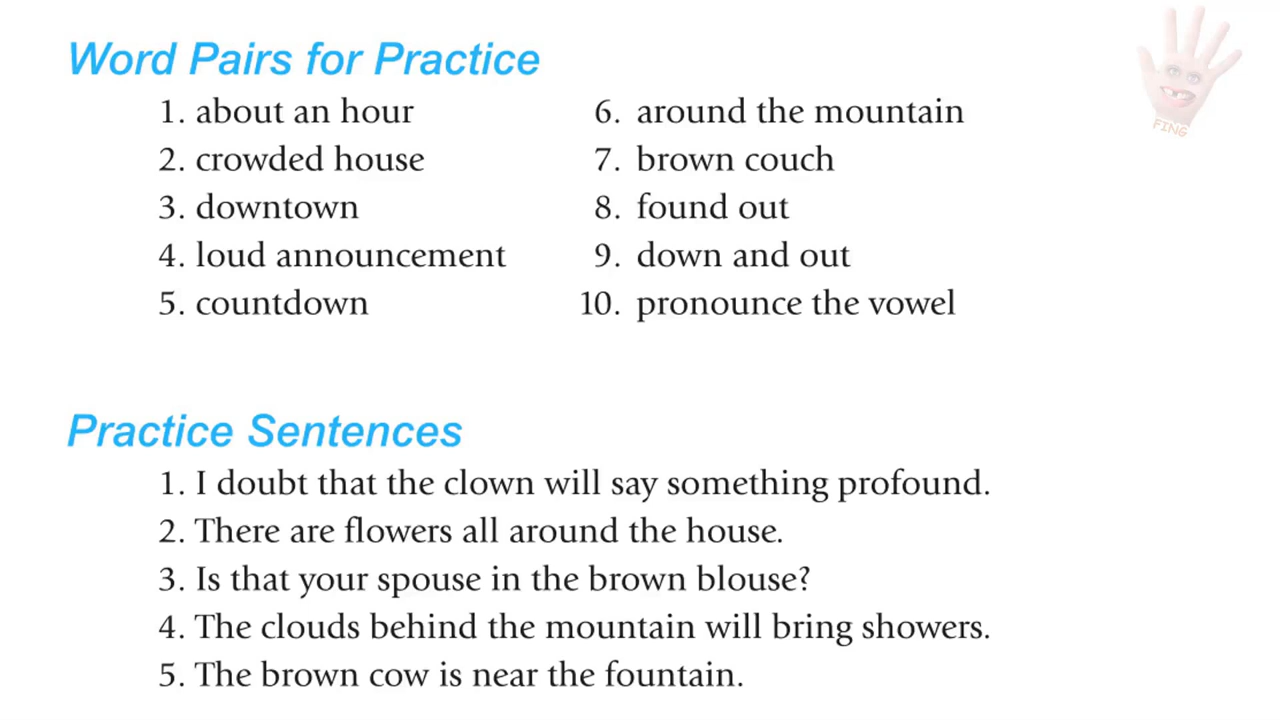 Word Pairs for Practice
1. about an hour
2. crowded house
3. downtown
4. loud announcement
5. countdown
6. around the mountain
7. brown couch
8. found out
9. down and out
10. pronounce the vowel
Practice Sentences
1. I doubt that the clown will say something profound.
2. There are flowers all around the house.
3. Is that your spouse in the brown blouse?
4. The clouds behind the mountain will bring showers.
5. The brown cow is near the fountain.
FING